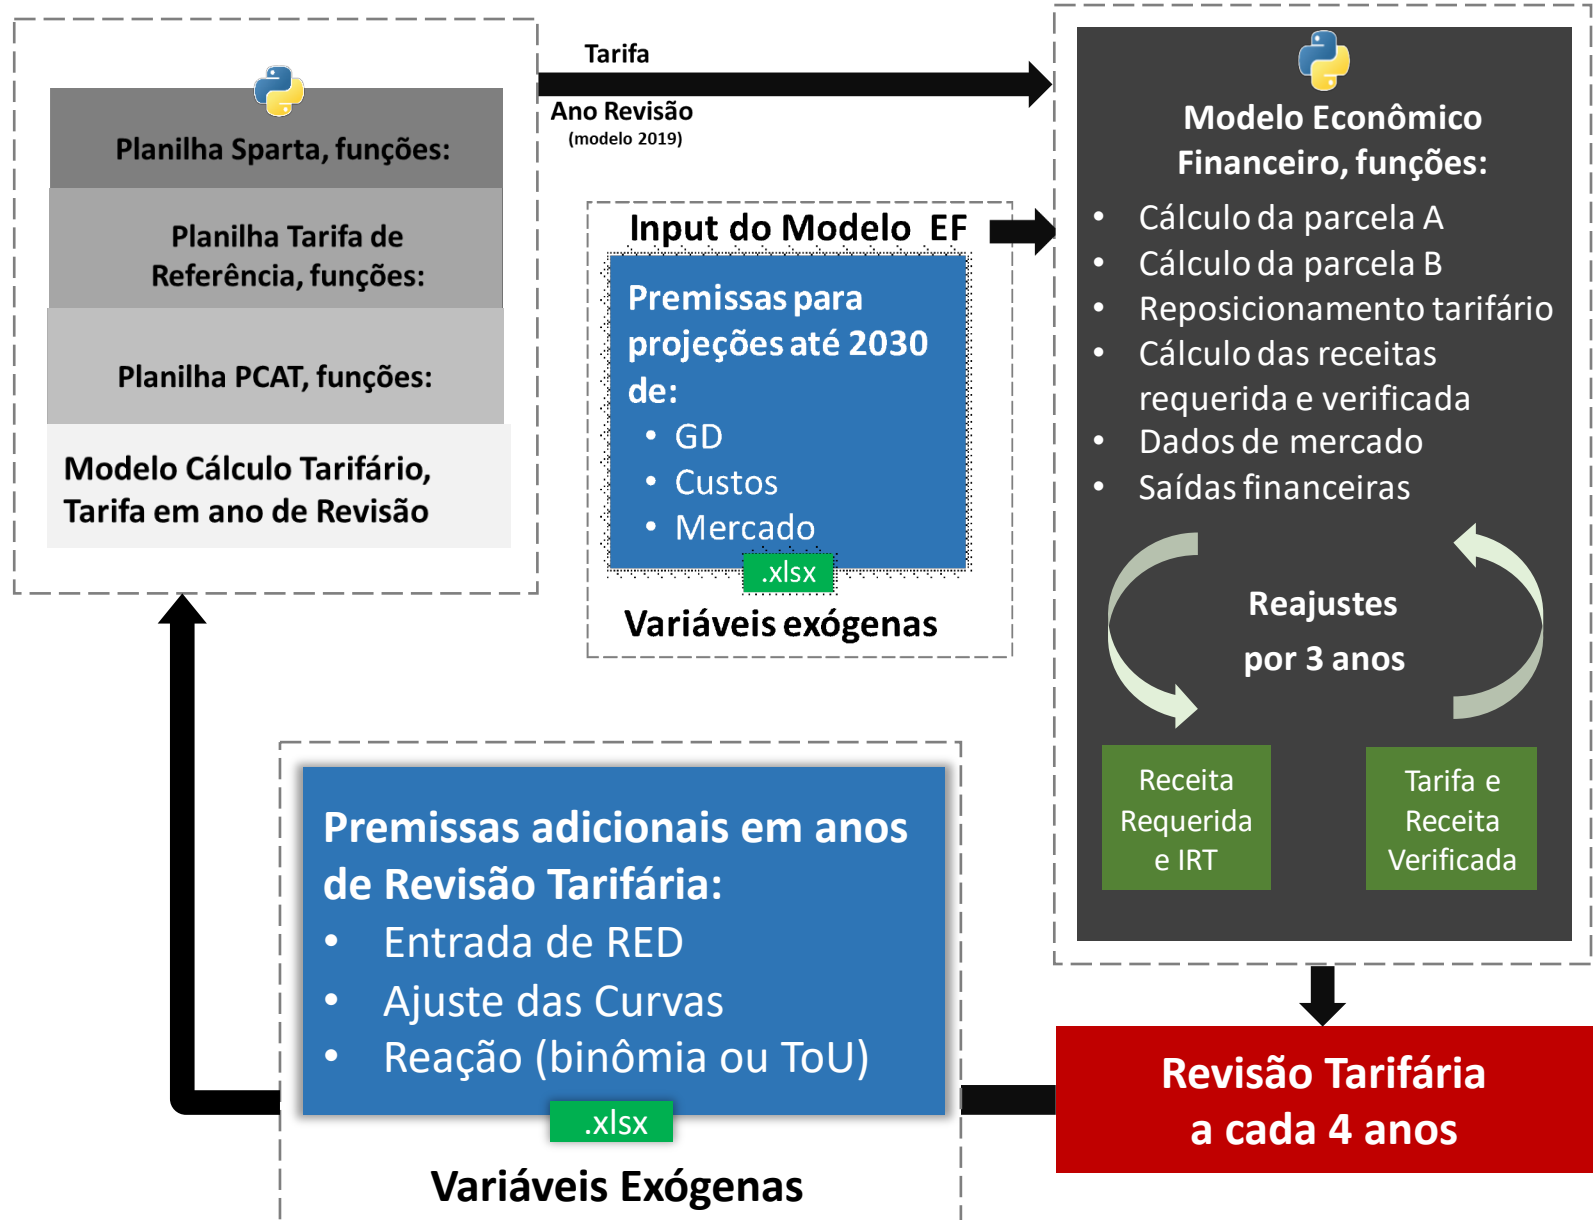 Planilha Sparta, funções:
Planilha Tarifa de
Referência, funções:
Planilha PCAT, funções:
Modelo Cálculo Tarifário,
Tarifa em ano de Revisão
Tarifa
Ano Revisão
(modelo 2019)
Input do Modelo EF
Premissas para
projeções até 2030
de:
• GD
• Custos
• Mercado
.xlsx
Variáveis exógenas
Modelo Econômico
Financeiro, funções:
• Cálculo da parcela A
• Cálculo da parcela B
• Reposicionamento tarifário
• Cálculo das receitas
requerida e verificada
• Dados de mercado
• Saídas financeiras
Reajustes
por 3 anos
Receita
Requerida
e IRT
Tarifa e
Receita
Verificada
Revisão Tarifária
a cada 4 anos
Premissas adicionais em anos
de Revisão Tarifária:
• Entrada de RED
• Ajuste das Curvas
• Reação (binômia ou ToU)
.xlsx
Variáveis Exógenas